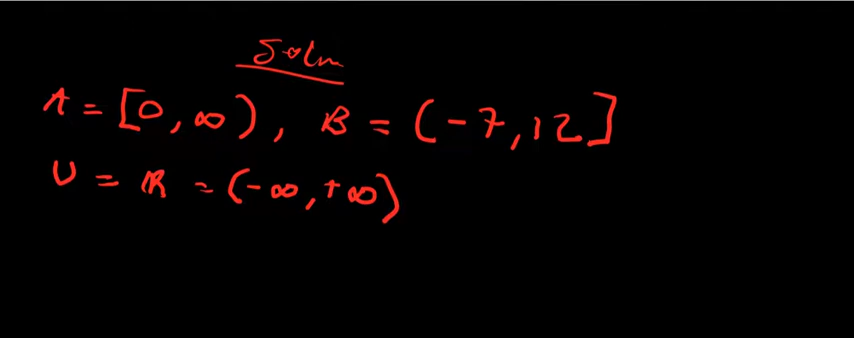 Soln
A = [0, ∞), B = (-7, 12]
U = ℝ = (-∞, +∞)